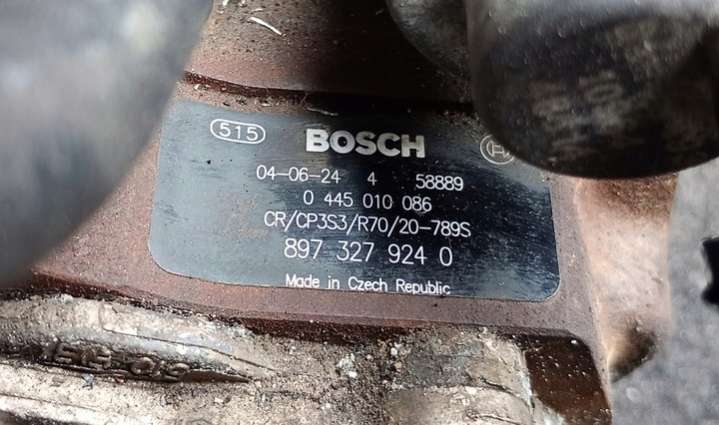 515 BOSCH H
04-06-24 4 58889
0 445 010 086
CR/CP3S3/R70/20-789S
897 327 924 0
Made in Czech Republic